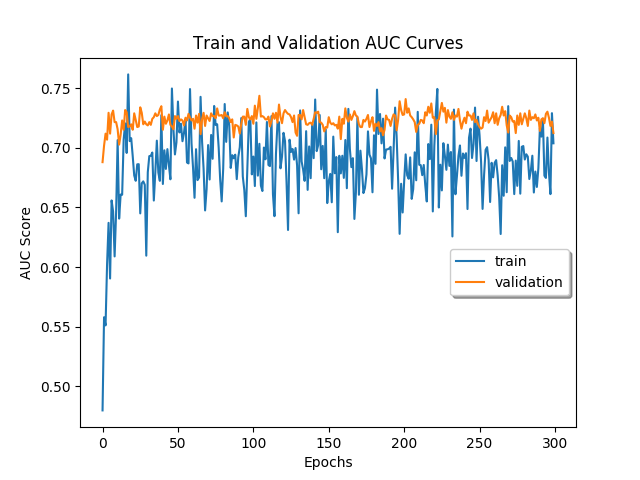 Train and Validation AUC Curves
0.75
0.70
0.65
0.60
0.55
0.50
AUC Score
train
validation
0 50 100 150 200 250 300
Epochs